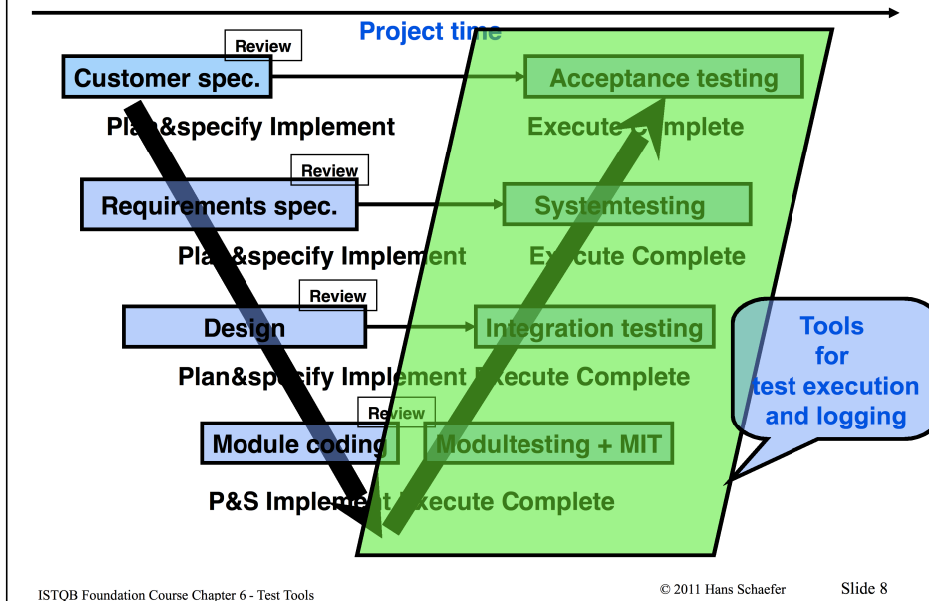 Project time
Review
Customer spec.
Acceptance testing
Plan&specify Implement
Execute Complete
Review
Requirements spec.
Systemtesting
Plan&specify Implement
Execute Complete
Review
Design
Integration testing
Tools
for
test execution
and logging
Plan&specify Implement Execute Complete
Review
Module coding
Modultesting + MIT
P&S Implement Execute Complete
ISTQB Foundation Course Chapter 6 - Test Tools
© 2011 Hans Schaefer
Slide 8